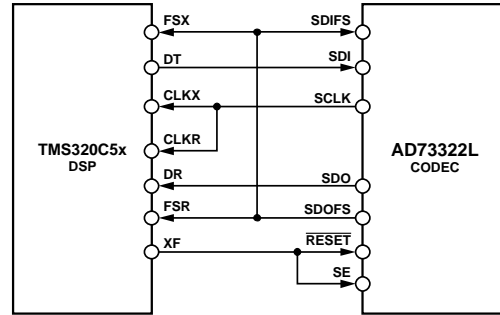 FSX SDIFS
DT SDI
CLKX SCLK
CLKR
TMS320C5x
DSP
AD73322L
CODEC
DR SDO
FSR SDOFS
XF RESET
SE